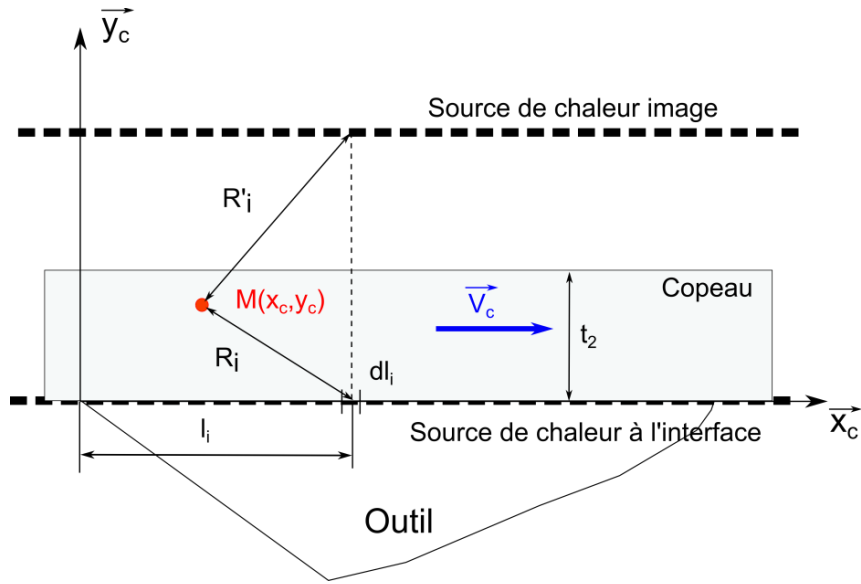 y_c
Source de chaleur image
R'i
M(x_c,y_c)
V_c
Copeau
t_2
R_i
dl_i
l_i
Source de chaleur à l'interface
x_c
Outil